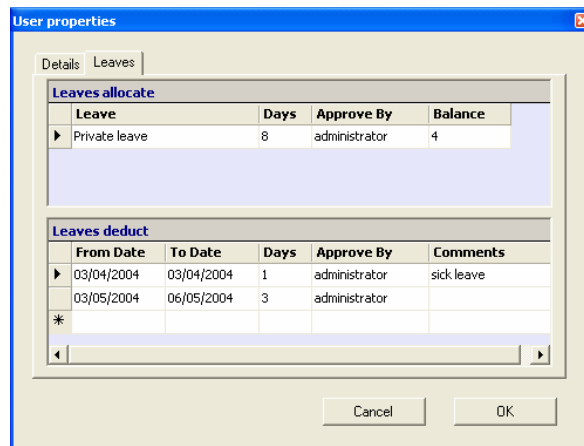 User properties
Details Leaves
Leaves allocate
Leave Days Approve By Balance
Private leave 8 administrator 4
Leaves deduct
From Date To Date Days Approve By Comments
03/04/2004 03/04/2004 1 administrator sick leave
03/05/2004 06/05/2004 3 administrator
Cancel OK